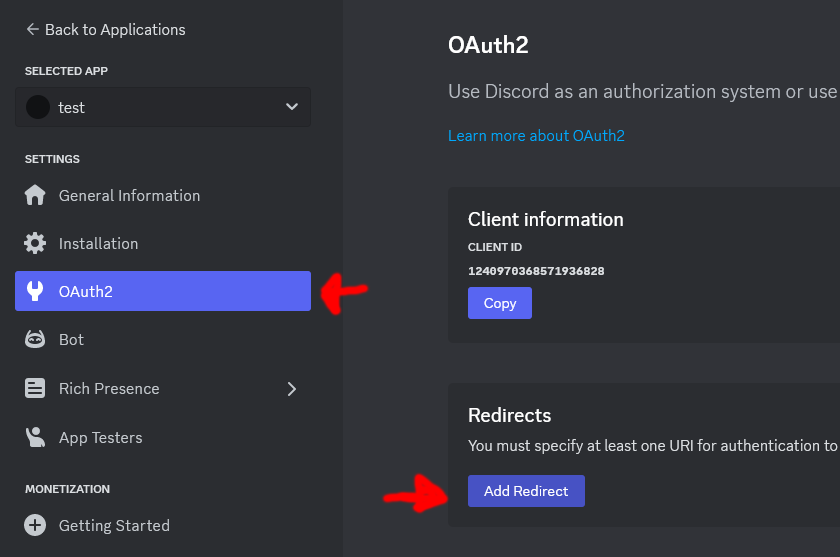 Back to Applications
SELECTED APP
test
SETTINGS
General Information
Installation
OAuth2
Bot
Rich Presence
App Testers
MONETIZATION
Getting Started
OAuth2
Use Discord as an authorization system or use
Learn more about OAuth2
Client information
CLIENT ID
1240970368571936828
Copy
Redirects
You must specify at least one URI for authentication to
Add Redirect